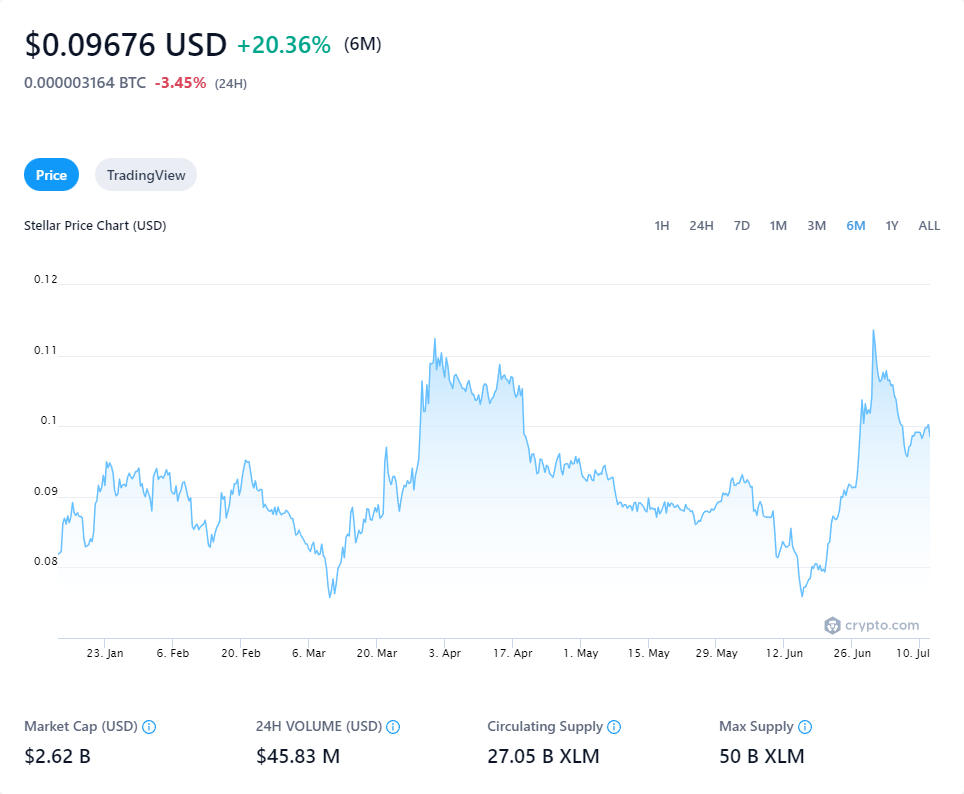 $0.09676 USD +20.36% (6M)
0.000003164 BTC -3.45% (24H)
Price TradingView
Stellar Price Chart (USD) 1H 24H 7D 1M 3M 6M 1Y ALL
0.12
0.11
0.1
0.09
0.08
crypto.com
23. Jan 6. Feb 20. Feb 6. Mar 20. Mar 3. Apr 17. Apr 1. May 15. May 29. May 12. Jun 26. Jun 10. Jul
Market Cap (USD) 24H VOLUME (USD) Circulating Supply Max Supply
$2.62 B $45.83 M 27.05 B XLM 50 B XLM